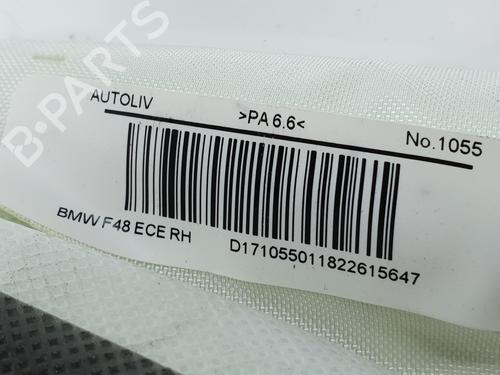 B-PARTS
AUTOLIV
>PA 6.6<
No.1055
BMW F48 ECE RH
D171055011822615647